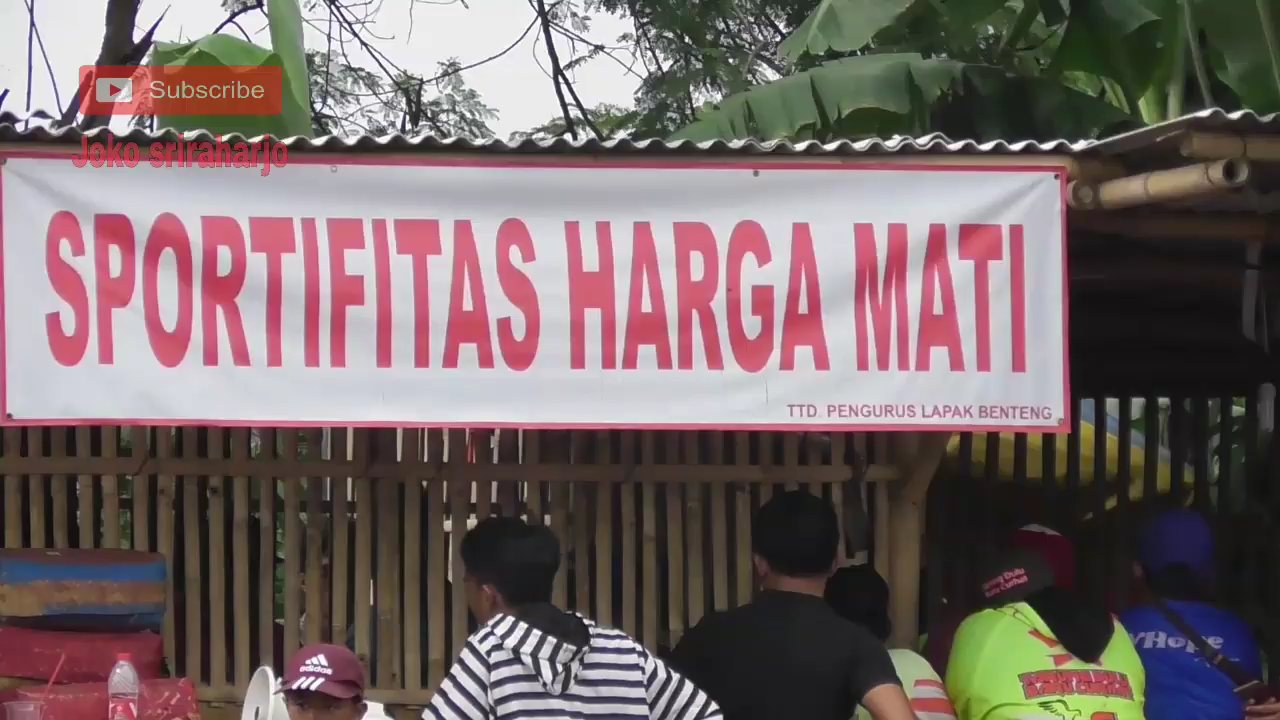 Subscribe
Joko sriraharjo
SPORTIFITAS HARGA MATI
TTD. PENGURUS LAPAK BENTENG
adidas